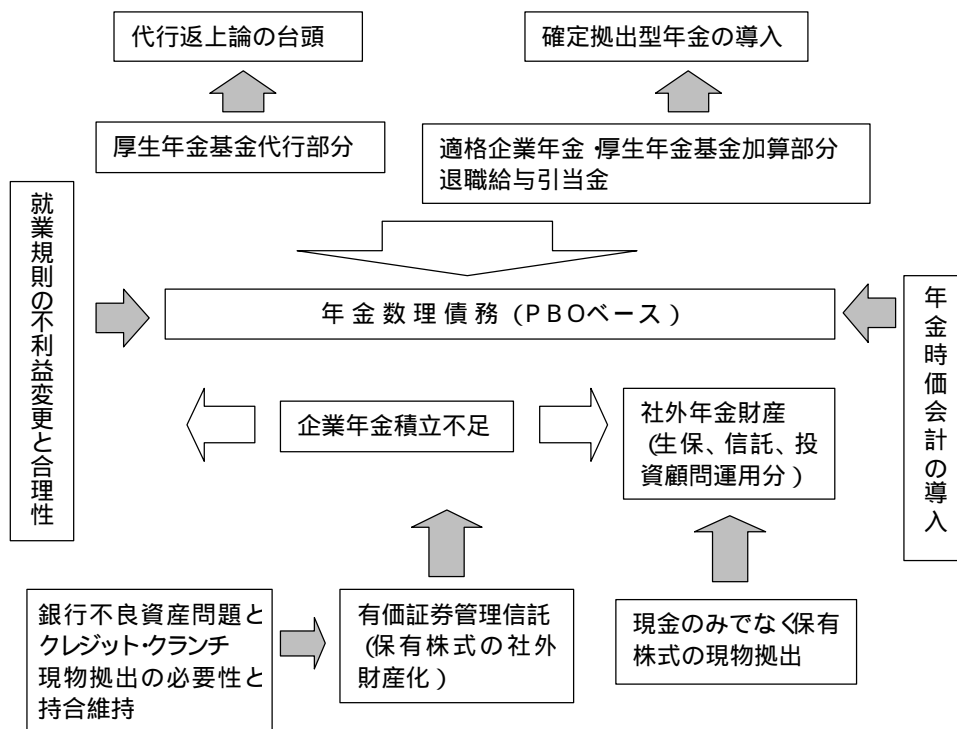 代行返上論の台頭
確定拠出型年金の導入
厚生年金基金代行部分
適格企業年金・厚生年金基金加算部分
退職給与引当金
就業規則の不利益変更と合理性
年金数理債務(PBOベース)
年金時価会計の導入
企業年金積立不足
社外年金財産
(生保、信託、投
資顧問運用分)
銀行不良資産問題と
クレジット・クランチ
現物拠出の必要性と
持合維持
有価証券管理信託
(保有株式の社外
財産化)
現金のみでなく保有
株式の現物拠出